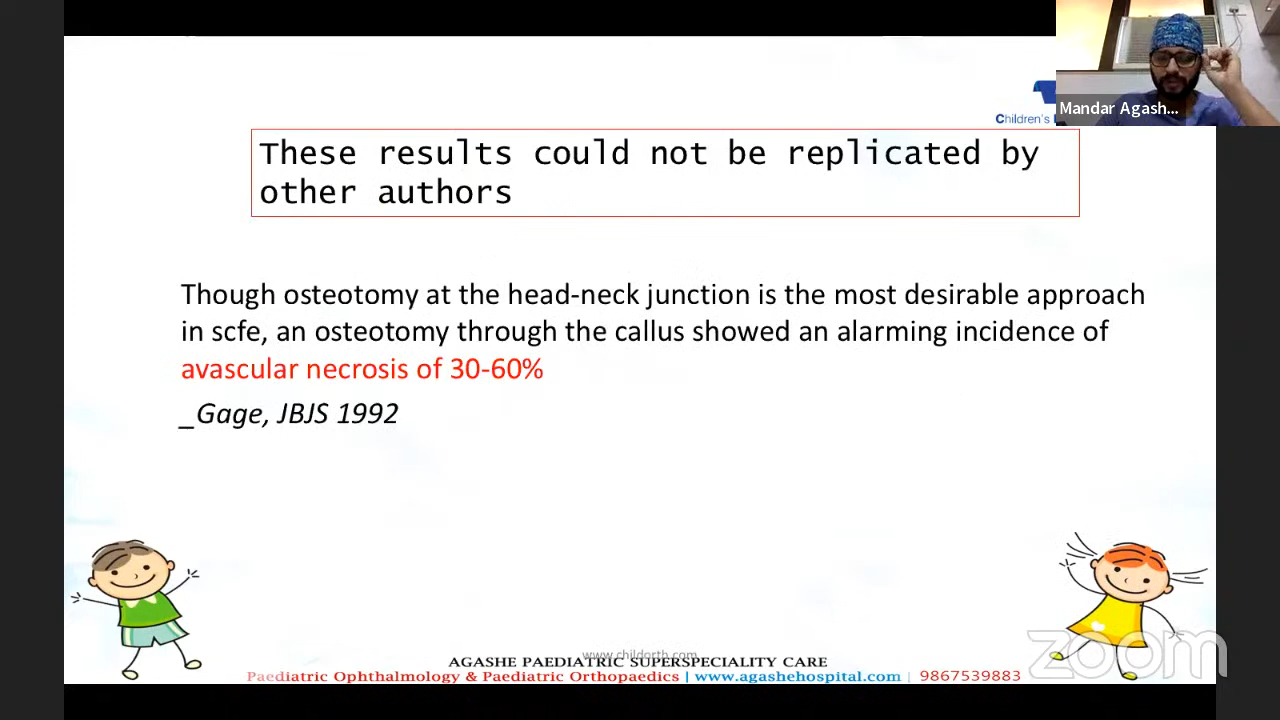 Mandar Agash...
Children's
These results could not be replicated by
other authors
Though osteotomy at the head-neck junction is the most desirable approach
in scfe, an osteotomy through the callus showed an alarming incidence of
avascular necrosis of 30-60%
_Gage, JBJS 1992
zoom
www.childorth.com
AGASHE PAEDIATRIC SUPERSPECIALITY CARE
Paediatric Ophthalmology & Paediatric Orthopaedics | www.agashehospital.com | 9867539883